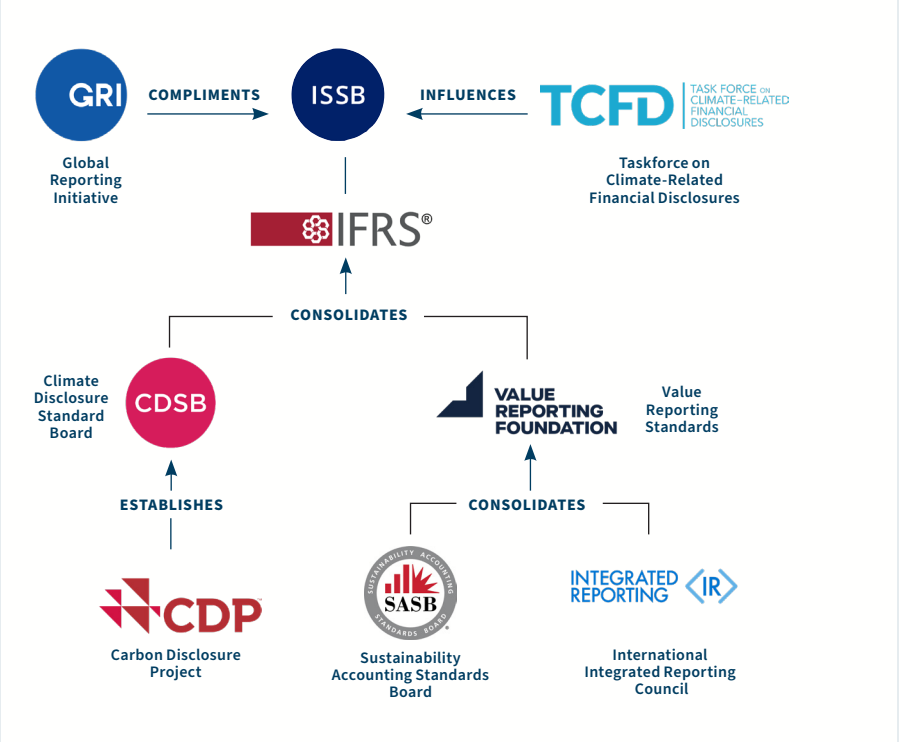 GRI
COMPLIMENTS
ISSB
INFLUENCES
TCFD
TASK FORCE ON
CLIMATE-RELATED
FINANCIAL
DISCLOSURES
Global
Reporting
Initiative
Taskforce on
Climate-Related
Financial Disclosures
IFRS®
CONSOLIDATES
Climate
Disclosure
Standard
Board
CDSB
VALUE
REPORTING
FOUNDATION
Value
Reporting
Standards
ESTABLISHES
CONSOLIDATES
CDP
SUSTAINABILITY ACCOUNTING
SASB
STANDARDS BOARD
INTEGRATED
REPORTING
IR
Carbon Disclosure
Project
Sustainability
Accounting Standards
Board
International
Integrated Reporting
Council